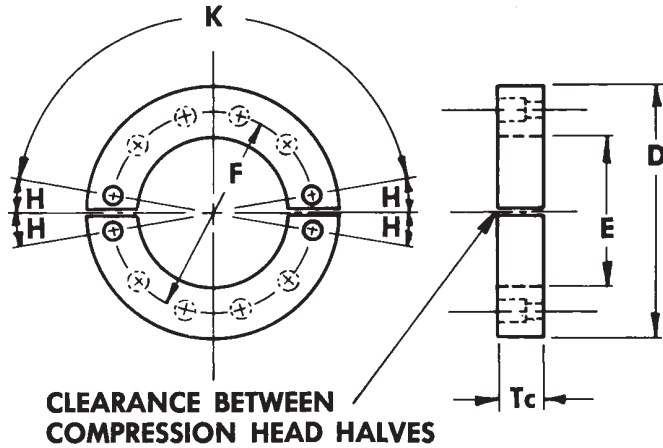 K
F
H
H
H
H
D
E
Tc
CLEARANCE BETWEEN
COMPRESSION HEAD HALVES